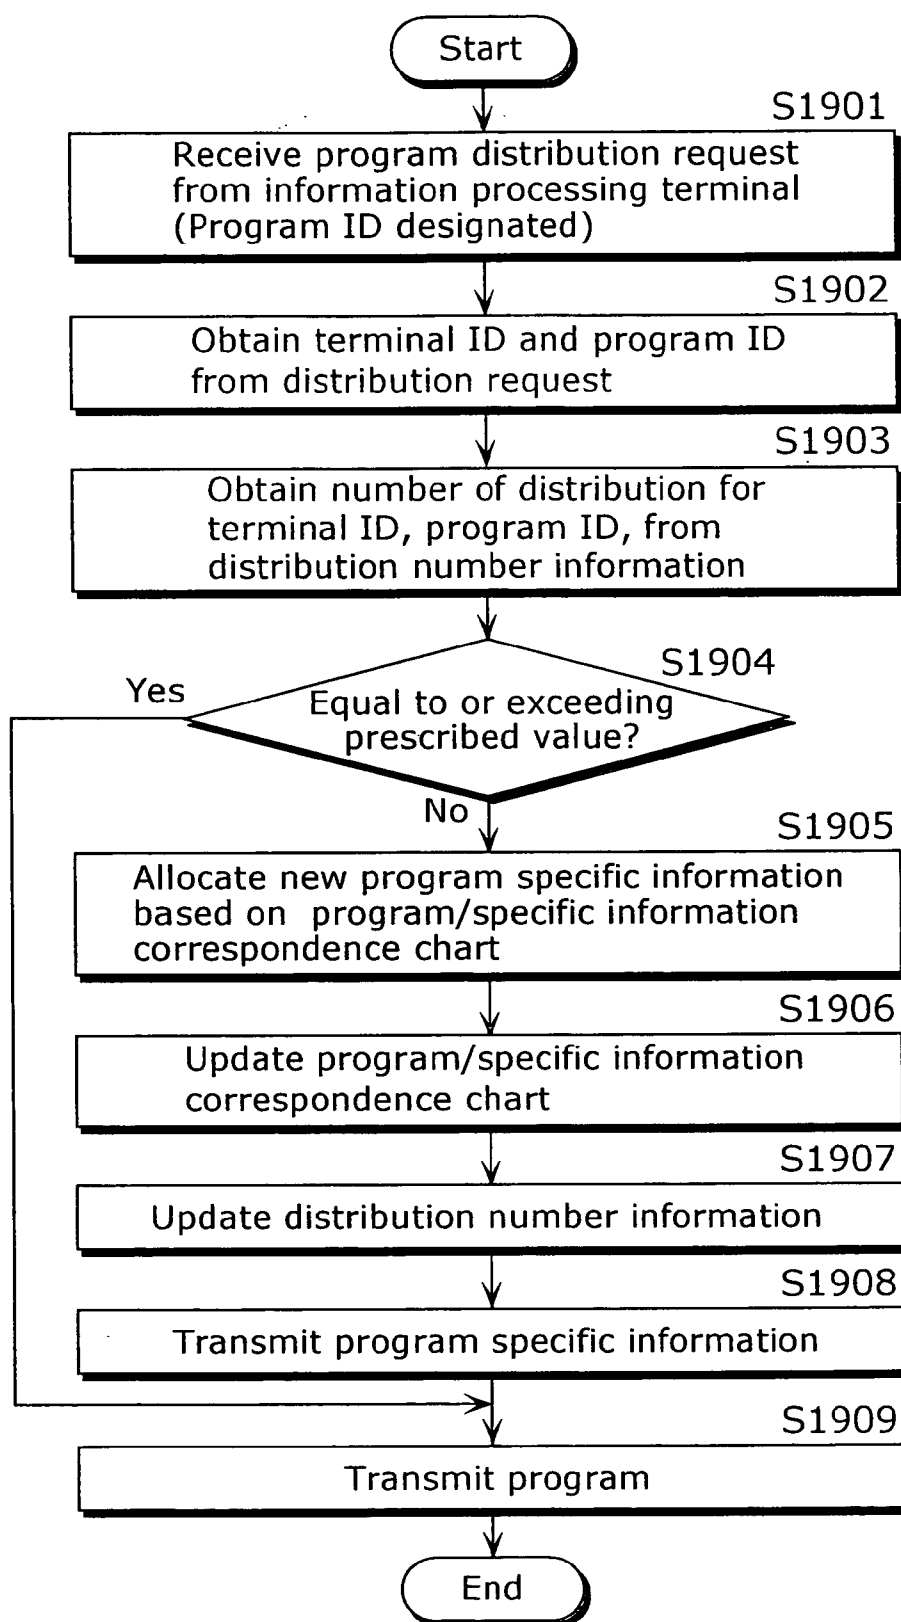 Start
S1901
Receive program distribution request
from information processing terminal
(Program ID designated)
S1902
Obtain terminal ID and program ID
from distribution request
S1903
Obtain number of distribution for
terminal ID, program ID, from
distribution number information
S1904
Yes
Equal to or exceeding
prescribed value?
No
S1905
Allocate new program specific information
based on program/specific information
correspondence chart
S1906
Update program/specific information
correspondence chart
S1907
Update distribution number information
S1908
Transmit program specific information
S1909
Transmit program
End